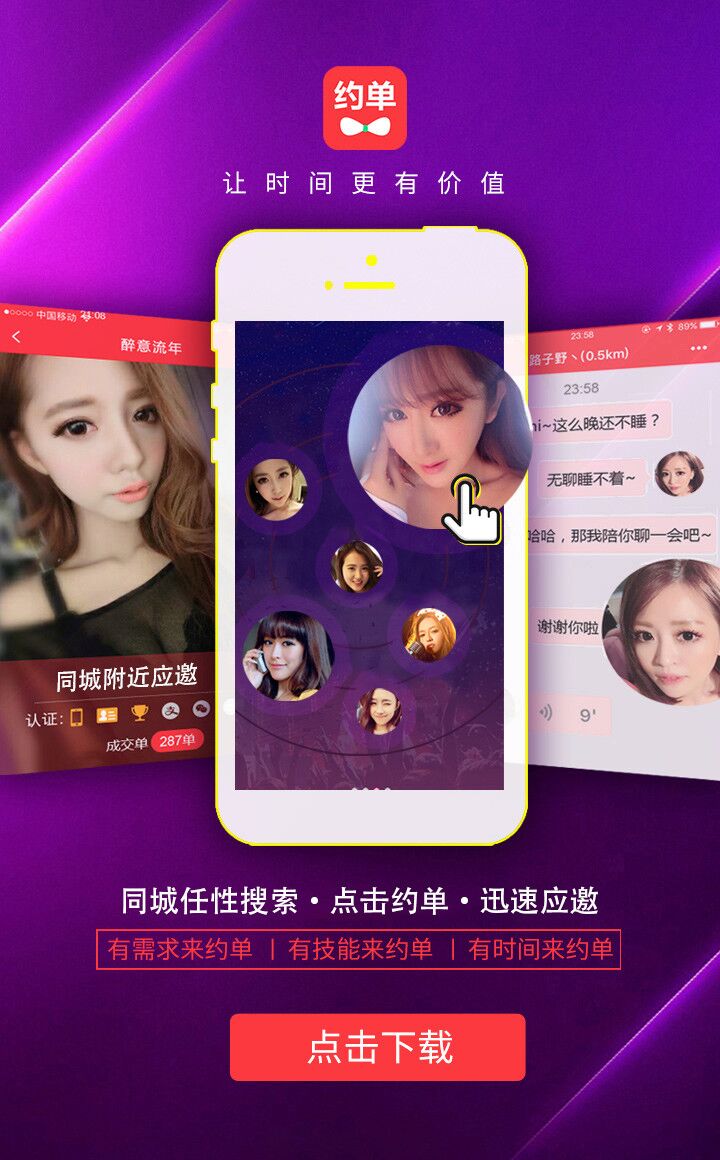 约单
让时间更有价值
中国移动 21:08
醉意流年
同城附近应邀
认证:
成交单 287单
23:58 89%
路子野丶(0.5km)
23:58
hi~这么晚还不睡？
无聊睡不着~
哈哈，那我陪你聊一会吧~
谢谢你啦
9'
同城任性搜索·点击约单·迅速应邀
有需求来约单 | 有技能来约单 | 有时间来约单
点击下载